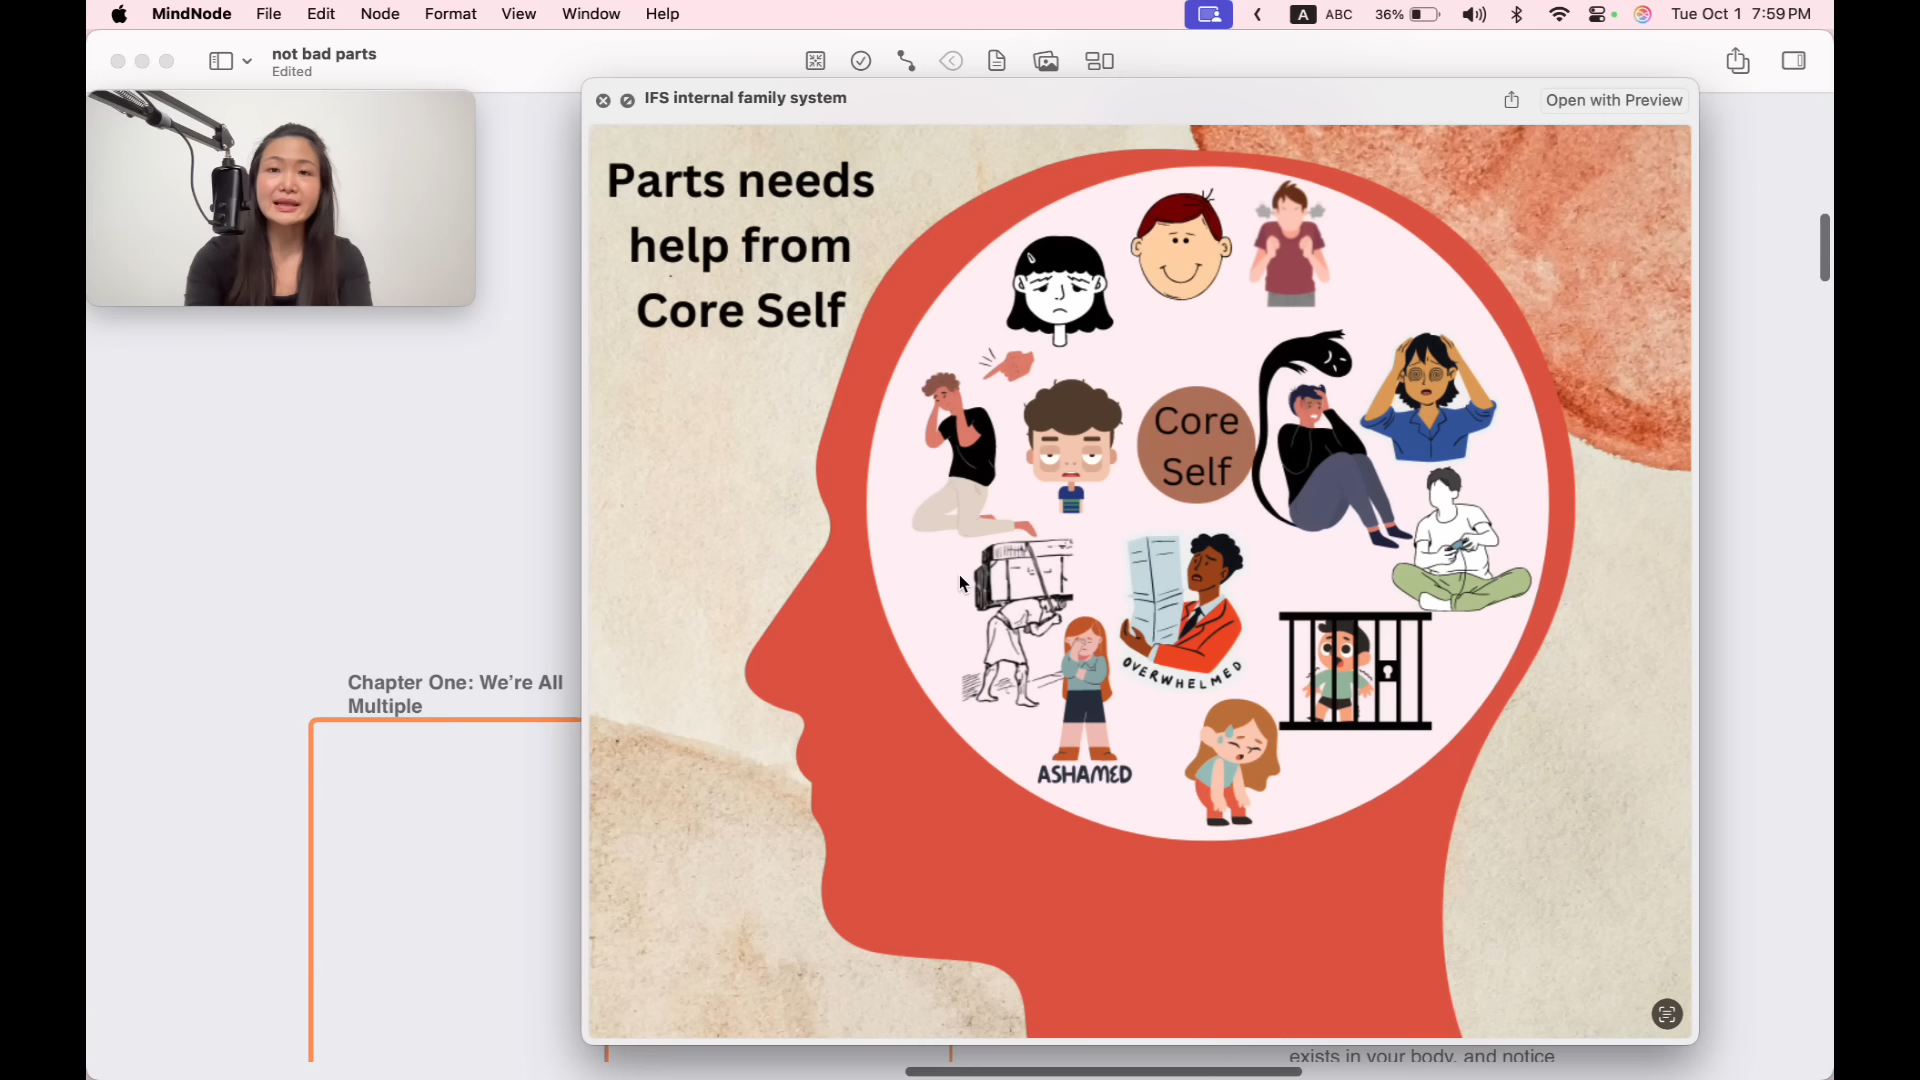 MindNode File Edit Node Format View Window Help
A ABC 36% Tue Oct 1 7:59 PM
not bad parts
Edited
IFS internal family system
Open with Preview
Parts needs
help from
Core Self
Core
Self
OVERWHELMED
ASHAMED
Chapter One: We’re All
Multiple
exists in your body, and notice